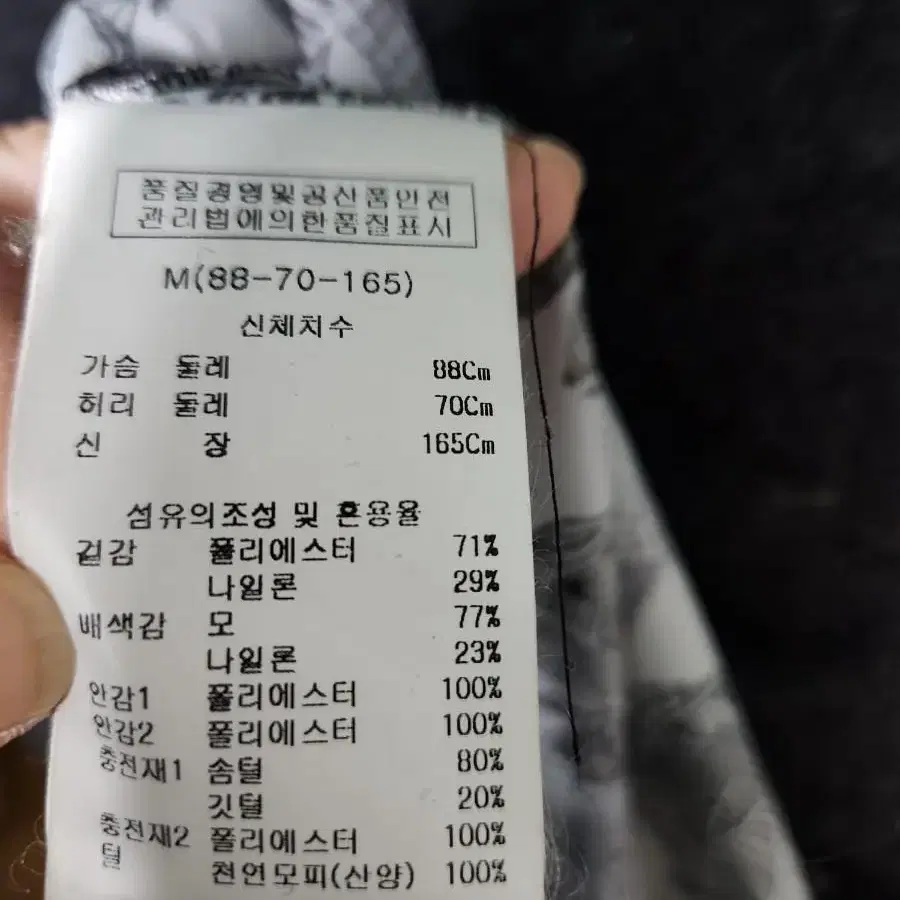 품질경영및공산품안전
관리법에의한품질표시
M(88-70-165)
신체치수
가슴 둘레 88Cm
허리 둘레 70Cm
신 장 165Cm
섬유의조성 및 혼용율
겉감 폴리에스터 71%
나일론 29%
배색감 모 77%
나일론 23%
안감1 폴리에스터 100%
안감2 폴리에스터 100%
충전재1 솜털 80%
깃털 20%
충전재2 폴리에스터 100%
털 천연모피(산양) 100%